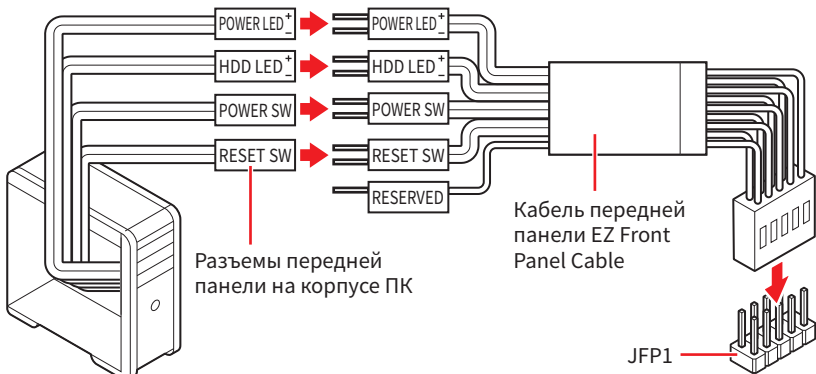 POWER LED + −
POWER LED + −
HDD LED + −
HDD LED + −
POWER SW
POWER SW
RESET SW
RESET SW
RESERVED
Разъемы передней
панели на корпусе ПК
Кабель передней
панели EZ Front
Panel Cable
JFP1